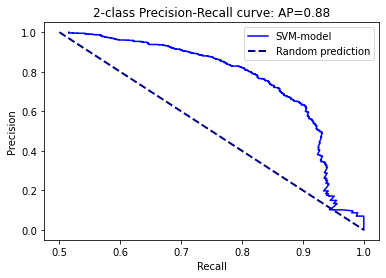 2-class Precision-Recall curve: AP=0.88
SVM-model
Random prediction
Precision
1.0
0.8
0.6
0.4
0.2
0.0
0.5 0.6 0.7 0.8 0.9 1.0
Recall